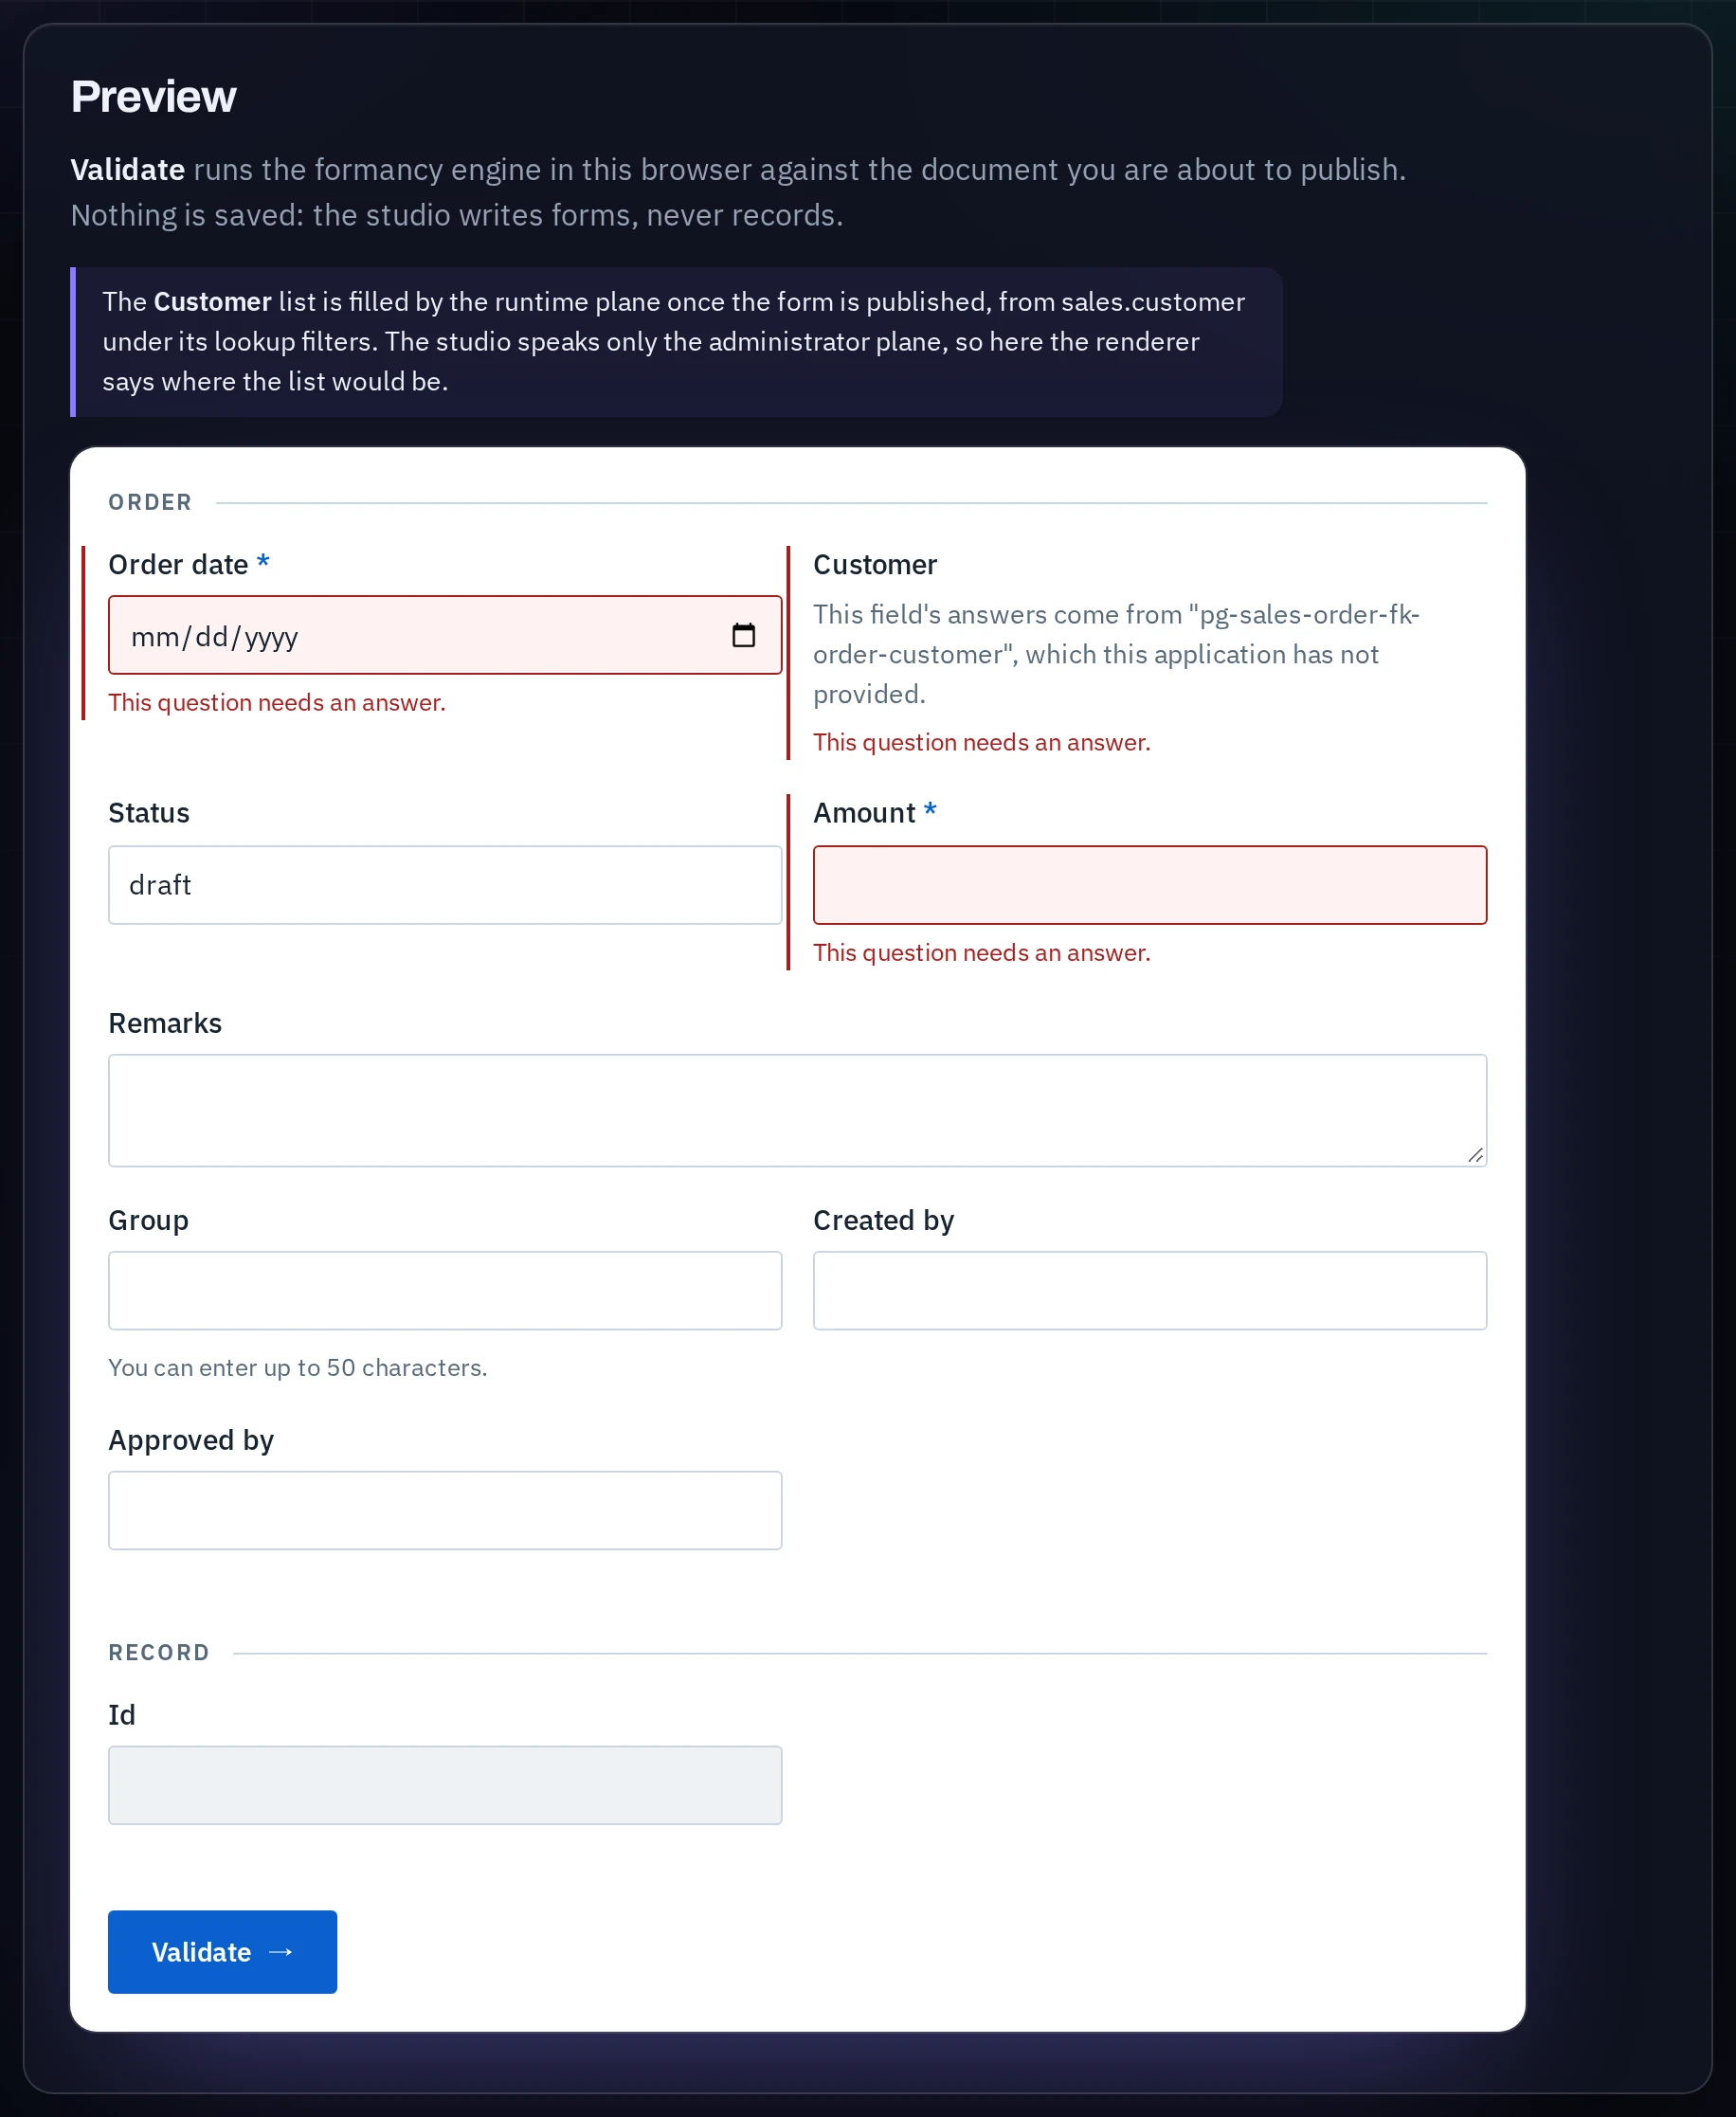 Preview
Validate runs the formancy engine in this browser against the document you are about to publish.
Nothing is saved: the studio writes forms, never records.
The Customer list is filled by the runtime plane once the form is published, from sales.customer
under its lookup filters. The studio speaks only the administrator plane, so here the renderer
says where the list would be.
ORDER
Order date *
mm/dd/yyyy
This question needs an answer.
Customer
This field's answers come from "pg-sales-order-fk-
order-customer", which this application has not
provided.
This question needs an answer.
Status
draft
Amount *
This question needs an answer.
Remarks
Group
You can enter up to 50 characters.
Created by
Approved by
RECORD
Id
Validate →